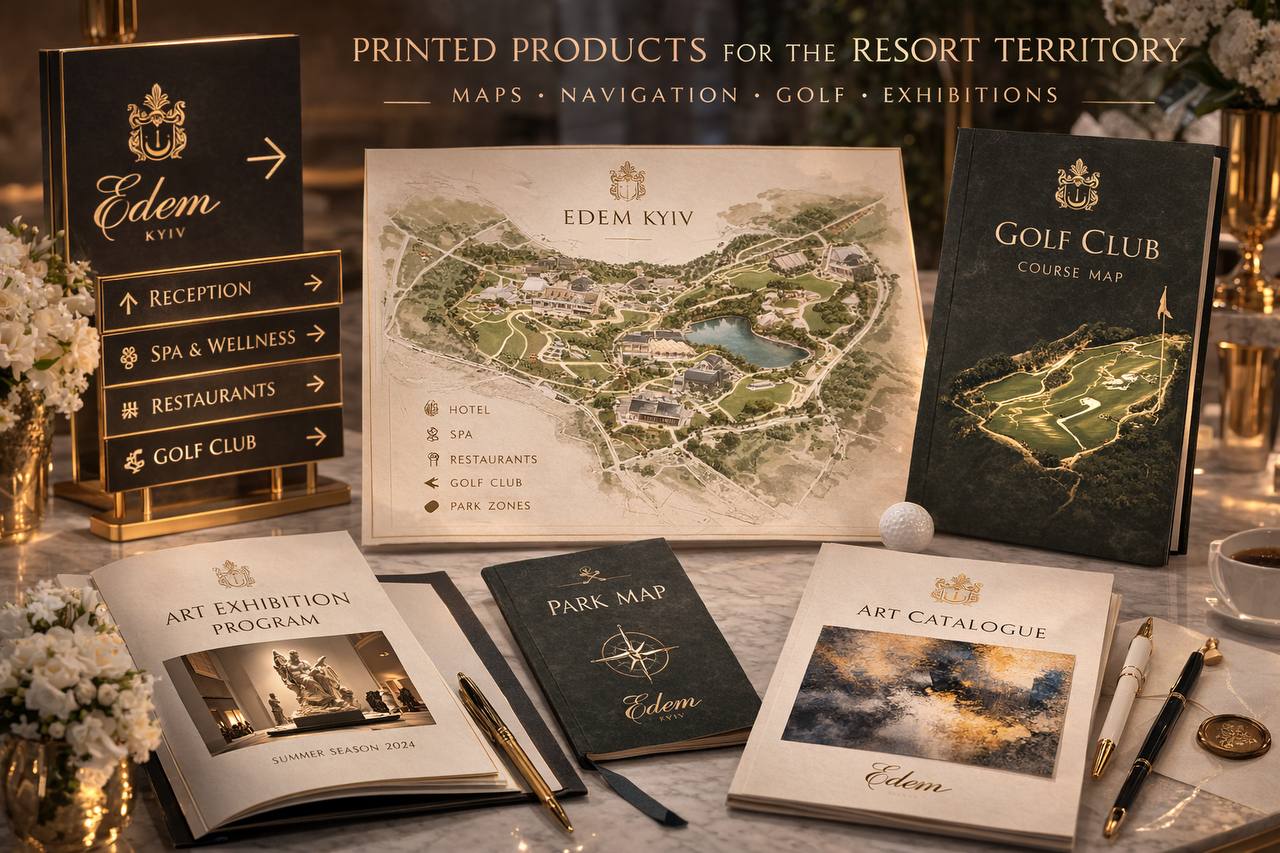 PRINTED PRODUCTS FOR THE RESORT TERRITORY
MAPS • NAVIGATION • GOLF • EXHIBITIONS
Edem
KYIV
RECEPTION
SPA & WELLNESS
RESTAURANTS
GOLF CLUB
EDEM KYIV
HOTEL
SPA
RESTAURANTS
GOLF CLUB
PARK ZONES
GOLF CLUB
COURSE MAP
ART EXHIBITION
PROGRAM
SUMMER SEASON 2024
PARK MAP
Edem
KYIV
ART CATALOGUE
Edem